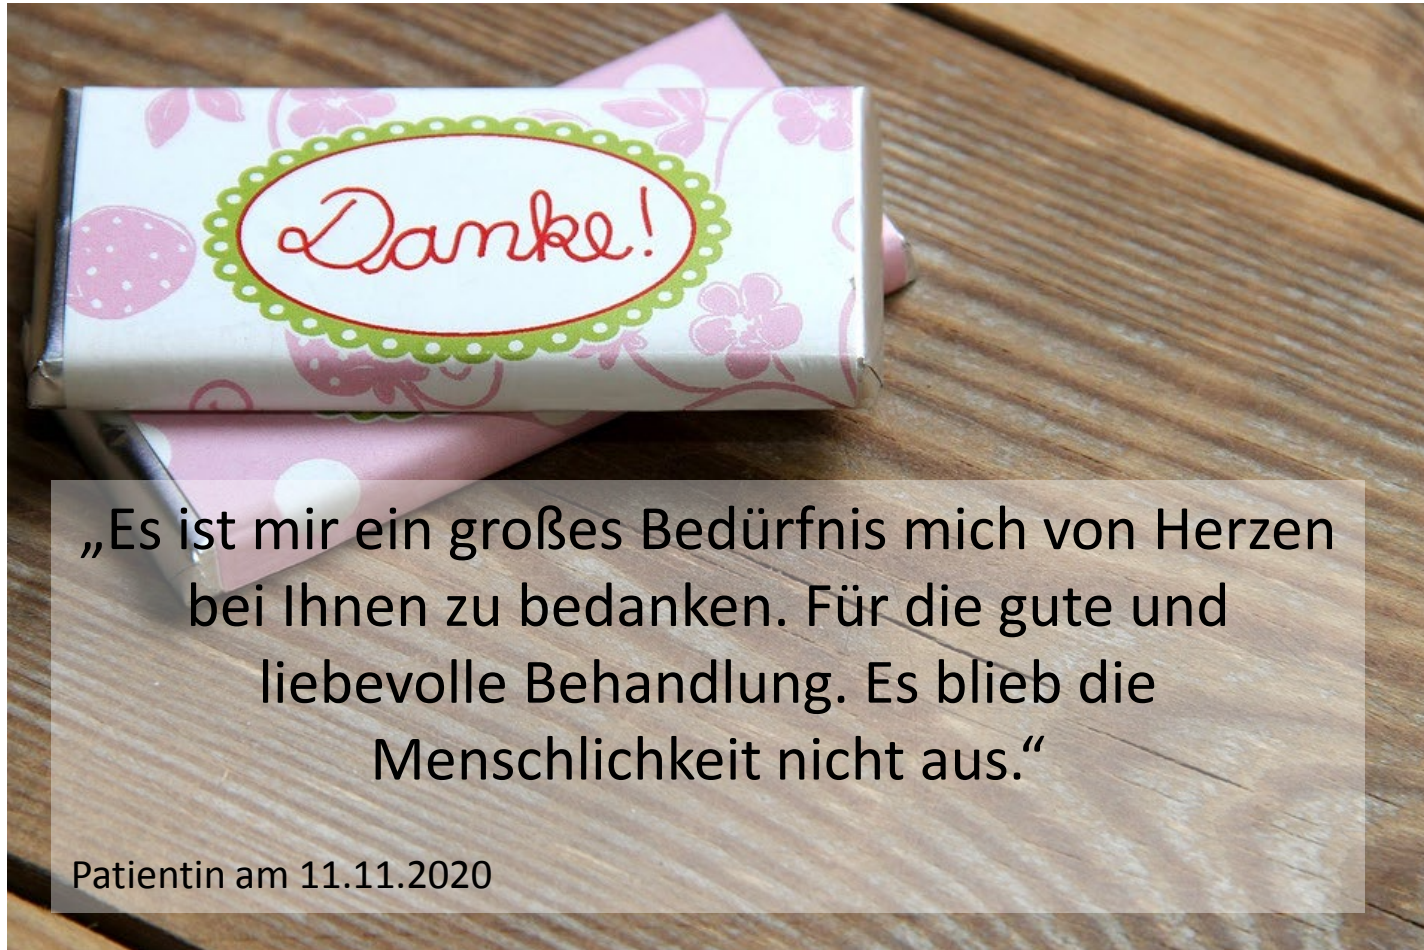 Danke!
„Es ist mir ein großes Bedürfnis mich von Herzen
bei Ihnen zu bedanken. Für die gute und
liebevolle Behandlung. Es blieb die
Menschlichkeit nicht aus.“
Patientin am 11.11.2020